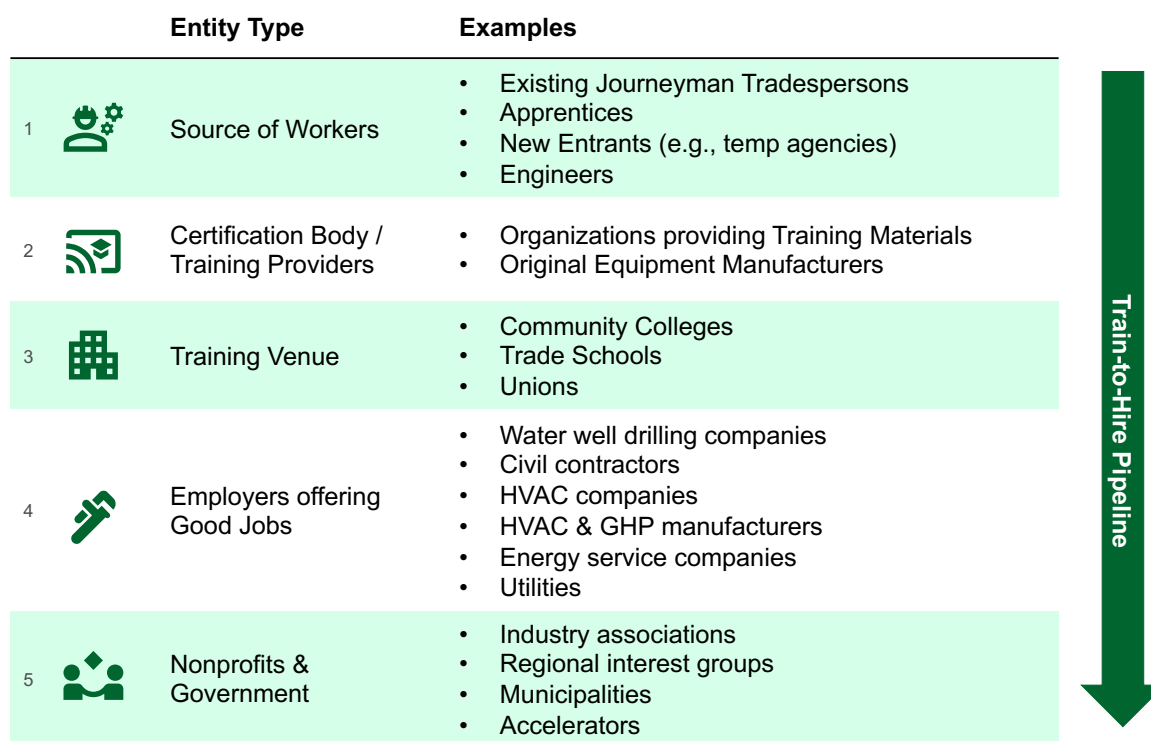 Entity Type Examples
1 Source of Workers
• Existing Journeyman Tradespersons
• Apprentices
• New Entrants (e.g., temp agencies)
• Engineers
2 Certification Body /
Training Providers
• Organizations providing Training Materials
• Original Equipment Manufacturers
3 Training Venue
• Community Colleges
• Trade Schools
• Unions
4 Employers offering
Good Jobs
• Water well drilling companies
• Civil contractors
• HVAC companies
• HVAC & GHP manufacturers
• Energy service companies
• Utilities
5 Nonprofits &
Government
• Industry associations
• Regional interest groups
• Municipalities
• Accelerators
Train-to-Hire Pipeline